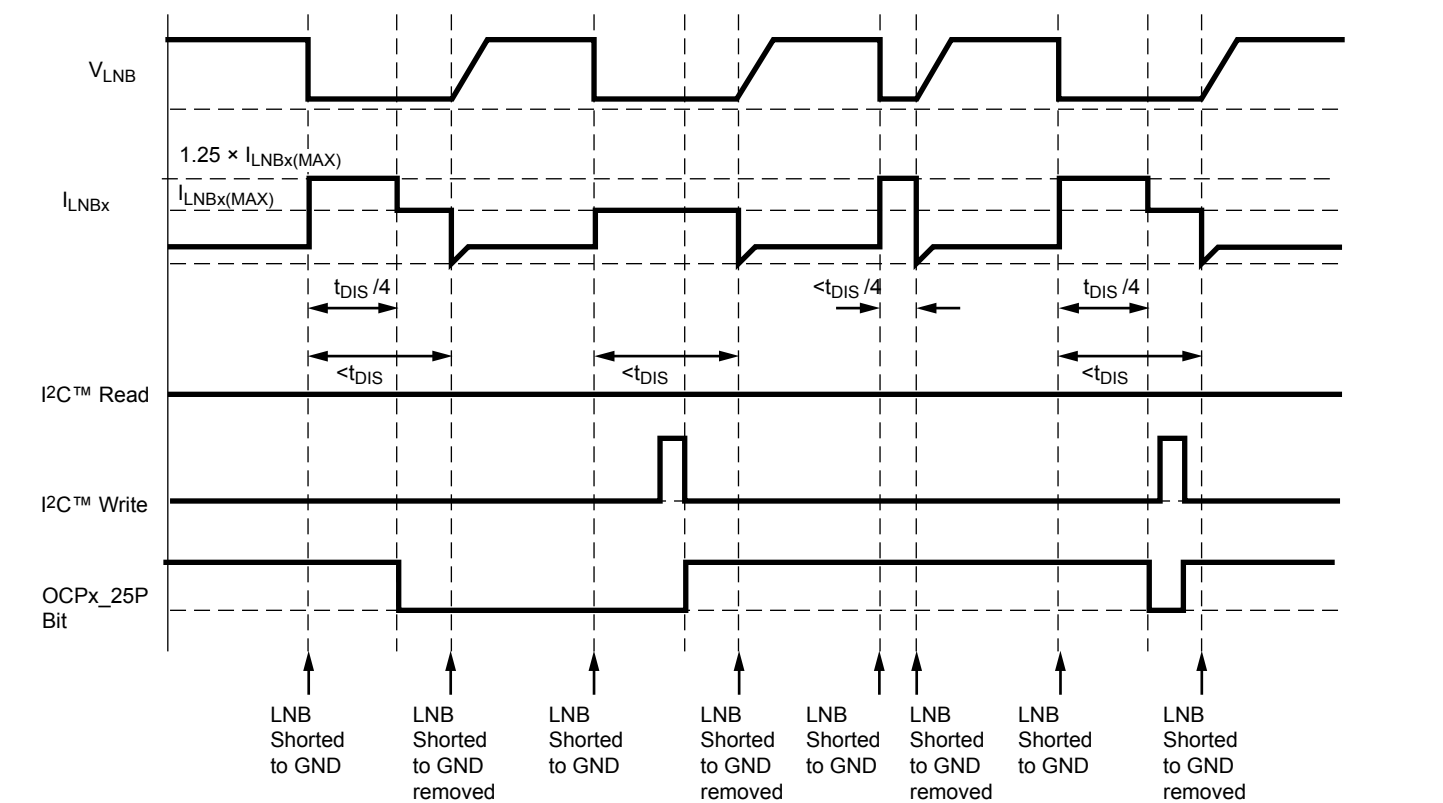 VLNB
1.25 × ILNBx(MAX)
ILNBx(MAX)
ILNBx
tDIS /4
<tDIS /4
tDIS /4
<tDIS
<tDIS
<tDIS
I2C™ Read
I2C™ Write
OCPx_25P
Bit
LNB
Shorted
to GND
LNB
Shorted
to GND
removed
LNB
Shorted
to GND
LNB
Shorted
to GND
removed
LNB
Shorted
to GND
LNB
Shorted
to GND
removed
LNB
Shorted
to GND
LNB
Shorted
to GND
removed